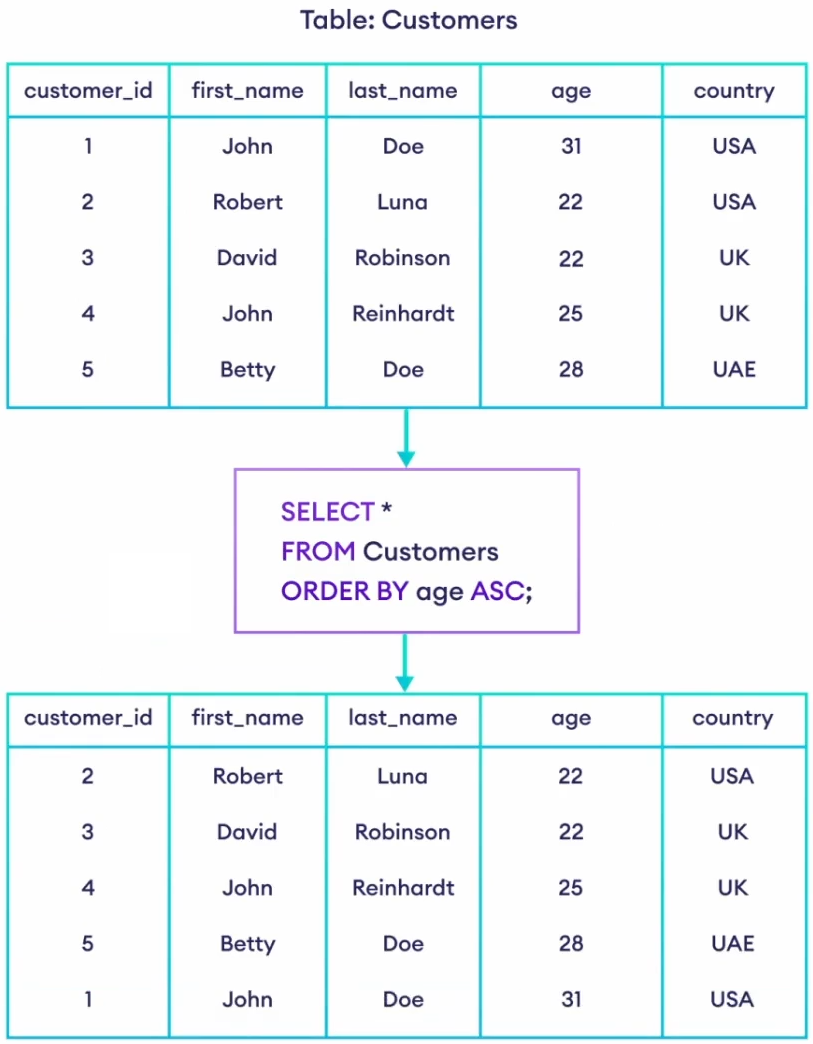 Table: Customers
customer_id first_name last_name age country
1 John Doe 31 USA
2 Robert Luna 22 USA
3 David Robinson 22 UK
4 John Reinhardt 25 UK
5 Betty Doe 28 UAE
SELECT *
FROM Customers
ORDER BY age ASC;
customer_id first_name last_name age country
2 Robert Luna 22 USA
3 David Robinson 22 UK
4 John Reinhardt 25 UK
5 Betty Doe 28 UAE
1 John Doe 31 USA